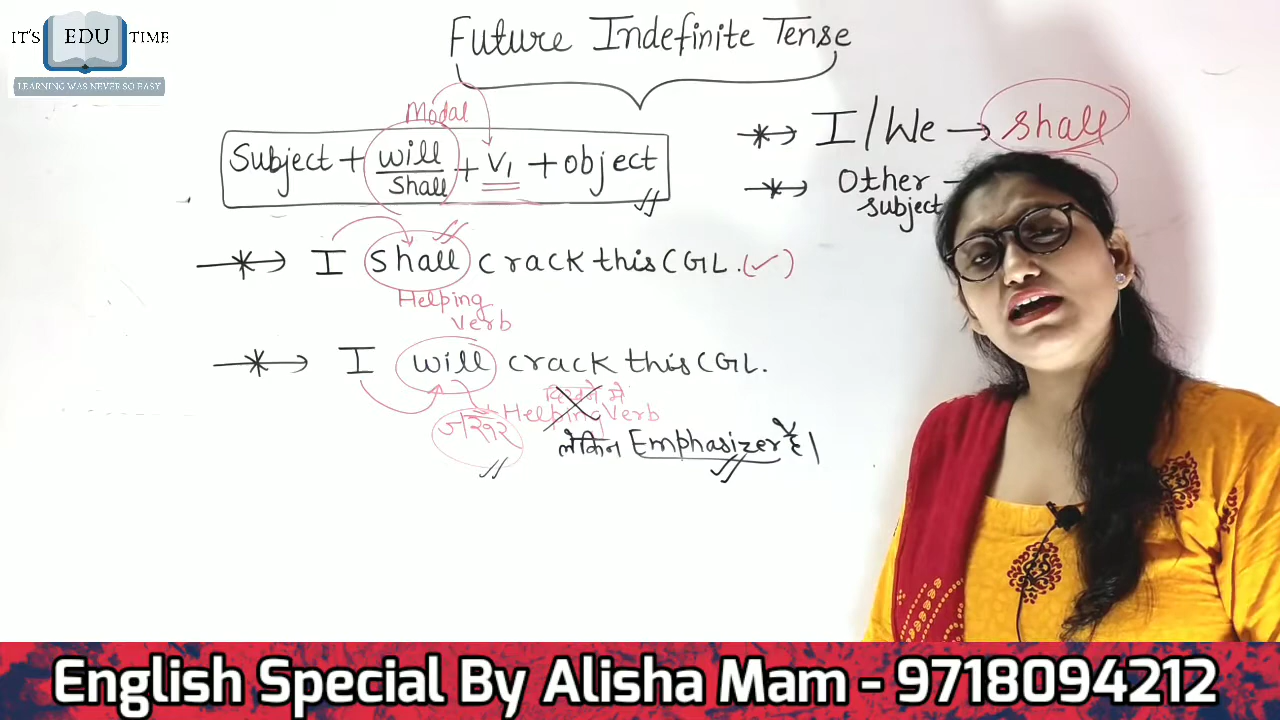 IT'S EDU TIME
LEARNING WAS NEVER SO EASY
Future Indefinite Tense
Modal
Subject + will/Shall + V1 + object
I/We → shall
Other subject
I shall crack this CGL. (✓)
Helping Verb
I will crack this CGL.
दिखने में
Helping Verb
जरूर
लेकिन Emphasizer है।
English Special By Alisha Mam - 9718094212